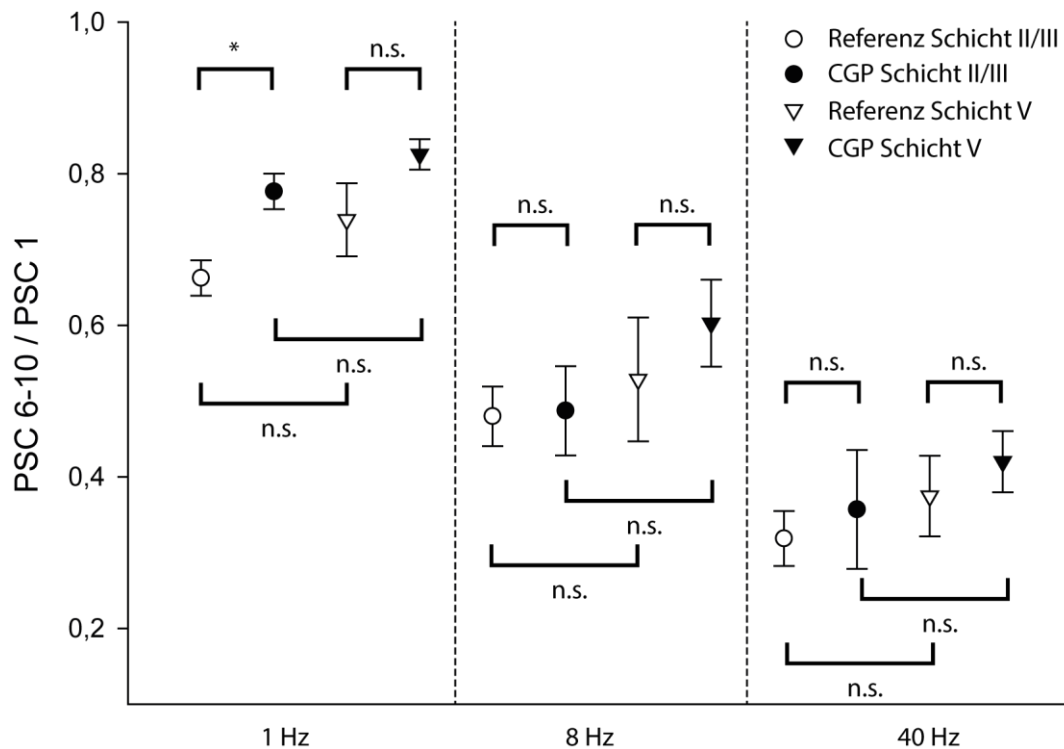 PSC 6-10 / PSC 1
1,0
0,8
0,6
0,4
0,2
*
n.s.
n.s.
n.s.
n.s.
n.s.
n.s.
n.s.
n.s.
n.s.
n.s.
n.s.
Referenz Schicht II/III
CGP Schicht II/III
Referenz Schicht V
CGP Schicht V
1 Hz
8 Hz
40 Hz